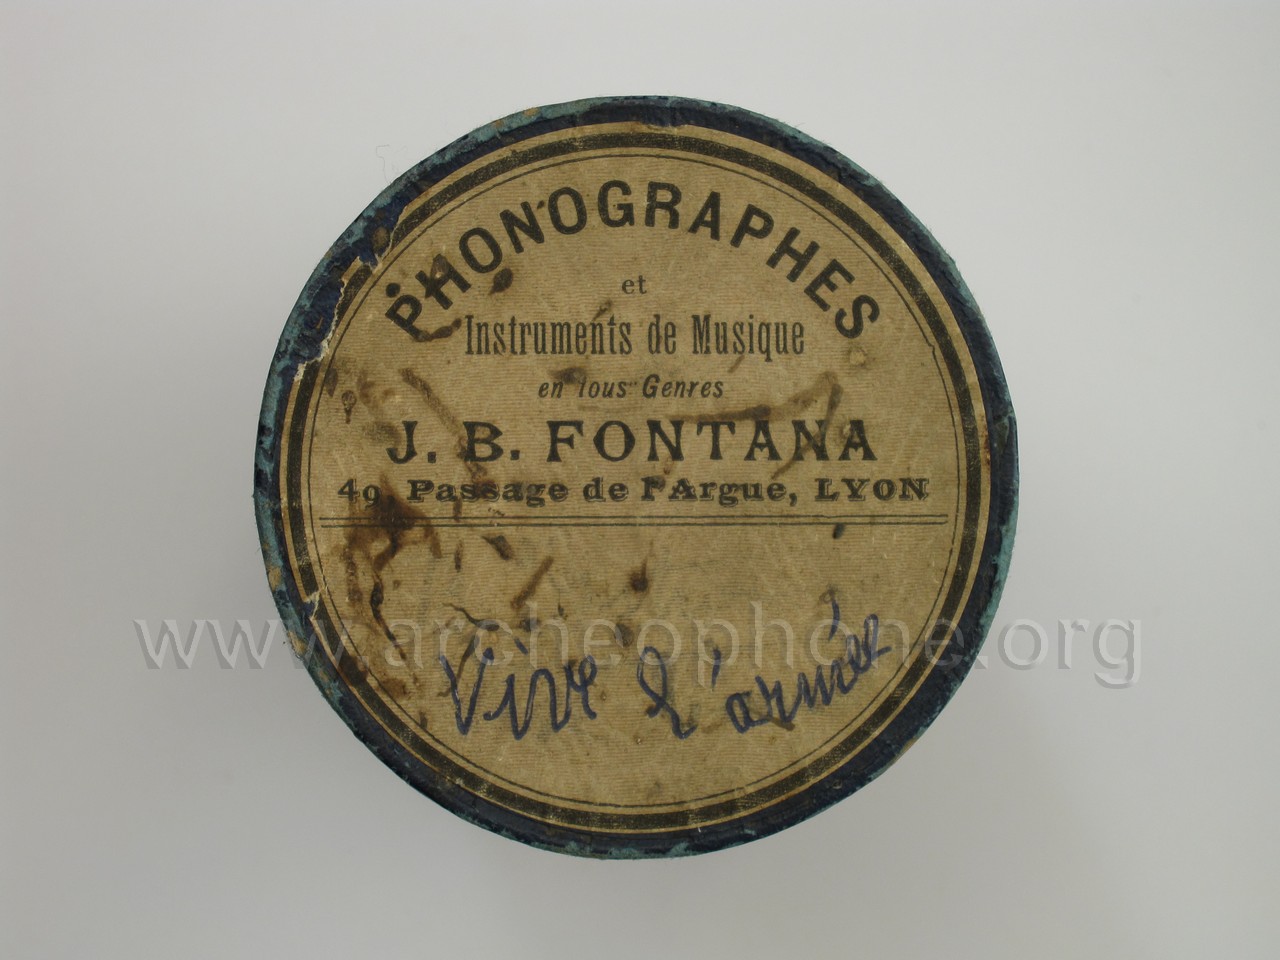 PHONOGRAPHES
et
Instruments de Musique
en tous Genres
J. B. FONTANA
49 Passage de l'Argue, LYON
www.archeophone.org
Vive l'armée